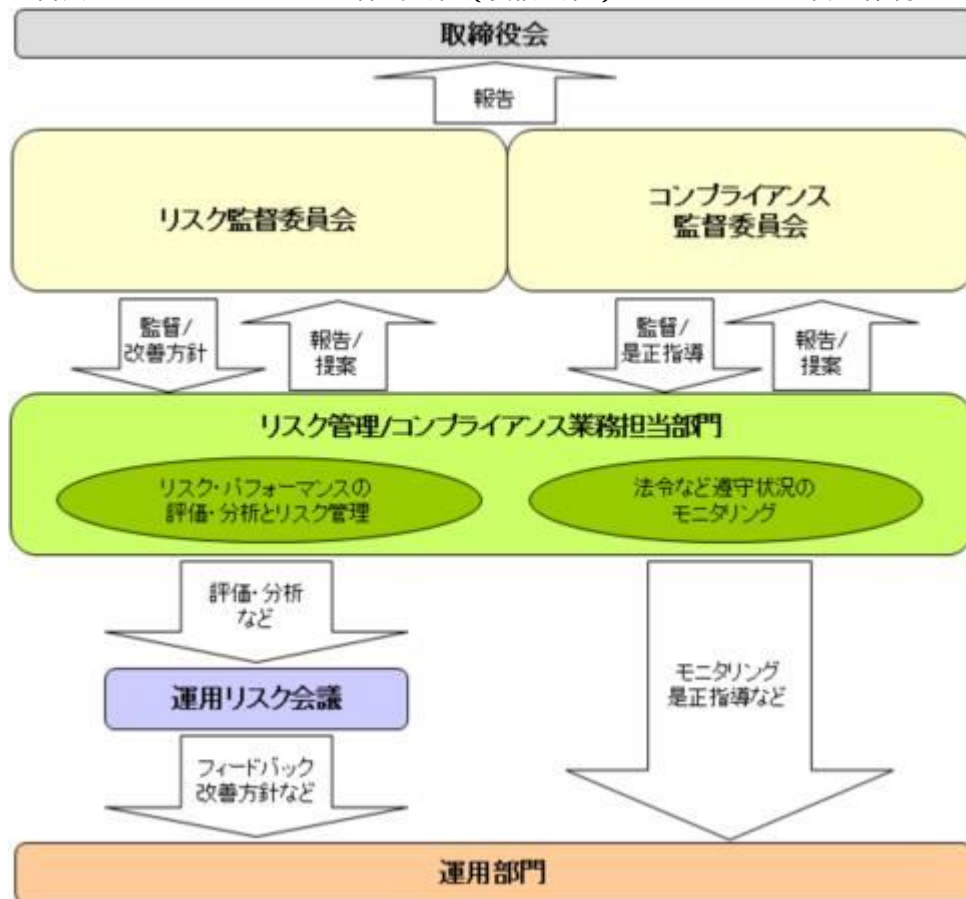 取締役会
報告
リスク監督委員会
コンプライアンス
監督委員会
監督/
改善方針
報告/
提案
監督/
是正指導
報告/
提案
リスク管理/コンプライアンス業務担当部門
リスク・パフォーマンスの
評価・分析とリスク管理
法令など遵守状況の
モニタリング
評価・分析
など
運用リスク会議
モニタリング
是正指導など
フィードバック
改善方針など
運用部門